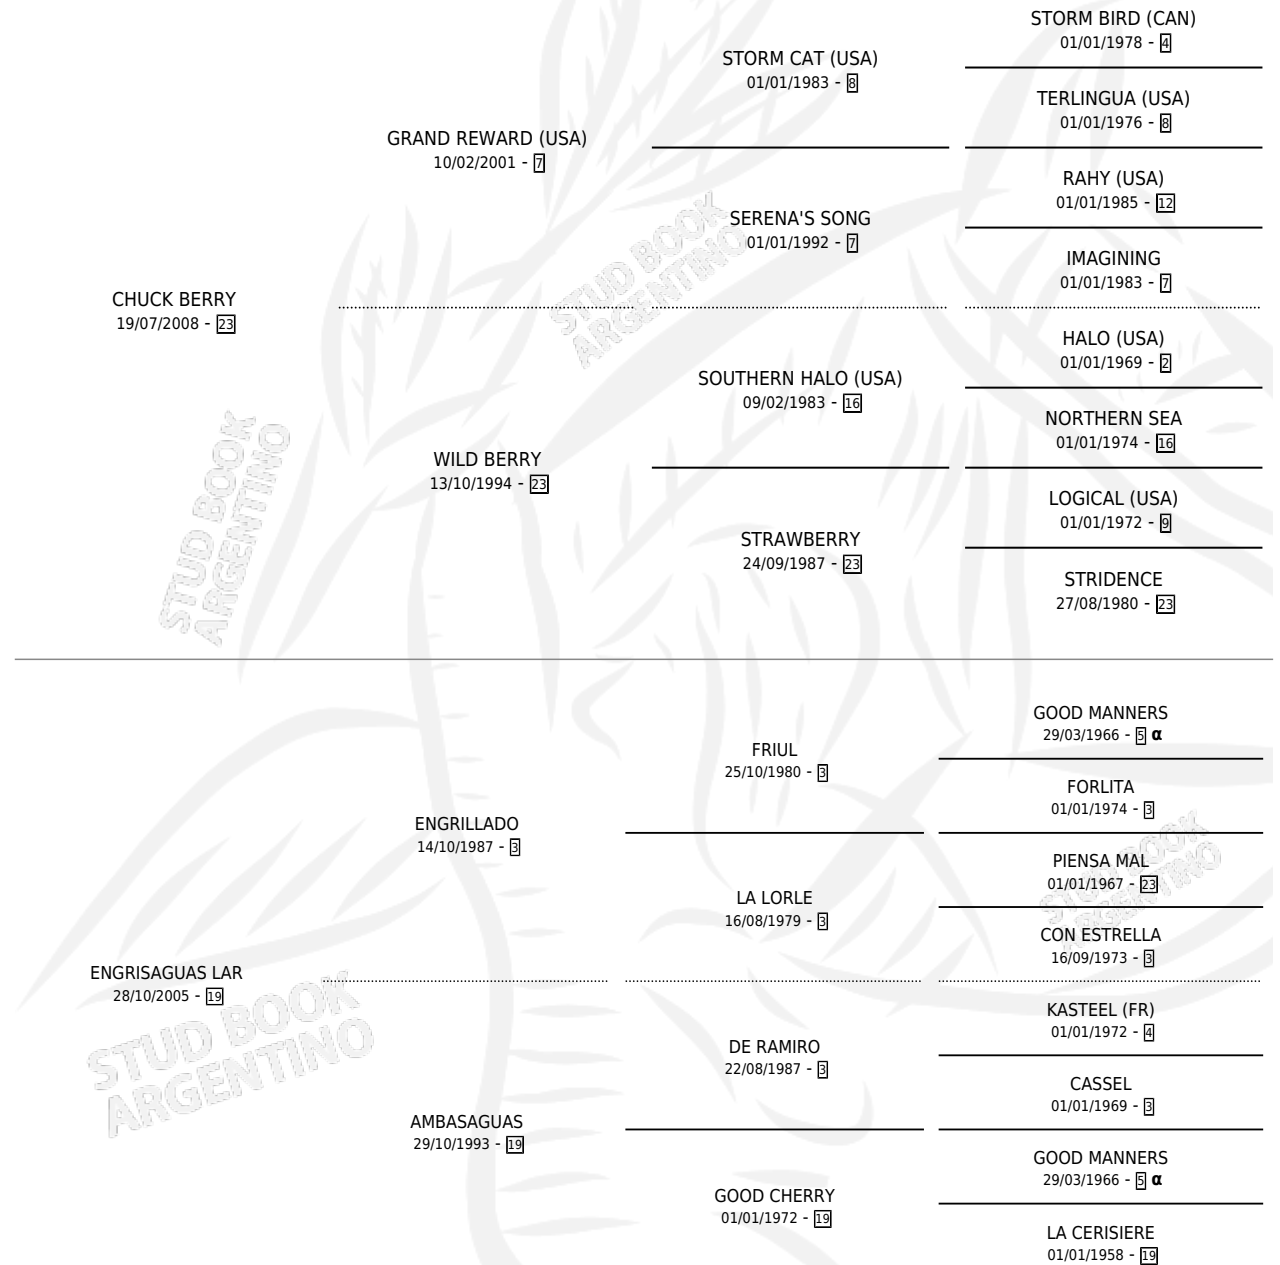 STORM BIRD (CAN)
01/01/1978 - 4
STORM CAT (USA)
01/01/1983 - 8
TERLINGUA (USA)
01/01/1976 - 8
GRAND REWARD (USA)
10/02/2001 - 7
RAHY (USA)
01/01/1985 - 12
SERENA'S SONG
01/01/1992 - 7
IMAGINING
01/01/1983 - 7
CHUCK BERRY
19/07/2008 - 23
HALO (USA)
01/01/1969 - 2
SOUTHERN HALO (USA)
09/02/1983 - 16
NORTHERN SEA
01/01/1974 - 16
WILD BERRY
13/10/1994 - 23
LOGICAL (USA)
01/01/1972 - 9
STRAWBERRY
24/09/1987 - 23
STRIDENCE
27/08/1980 - 23
STUD BOOK
ARGENTINO
STUD BOOK
ARGENTINO
GOOD MANNERS
29/03/1966 - 5 α
FRIUL
25/10/1980 - 3
FORLITA
01/01/1974 - 3
ENGRILLADO
14/10/1987 - 3
PIENSA MAL
01/01/1967 - 23
LA LORLE
16/08/1979 - 3
CON ESTRELLA
16/09/1973 - 3
STUD BOOK
ARGENTINO
ENGRISAGUAS LAR
28/10/2005 - 19
KASTEEL (FR)
01/01/1972 - 4
DE RAMIRO
22/08/1987 - 3
CASSEL
01/01/1969 - 3
STUD BOOK
ARGENTINO
AMBASAGUAS
29/10/1993 - 19
GOOD MANNERS
29/03/1966 - 5 α
GOOD CHERRY
01/01/1972 - 19
LA CERISIERE
01/01/1958 - 19